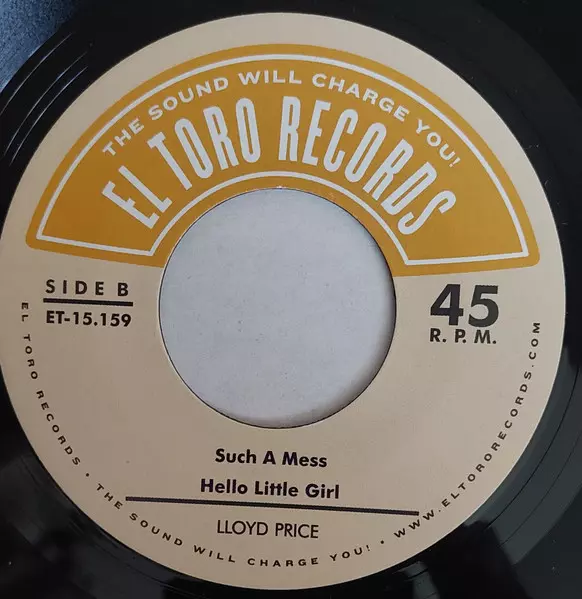 THE SOUND WILL CHARGE YOU!
EL TORO RECORDS
SIDE B
ET-15.159
45
R.P.M.
Such A Mess
Hello Little Girl
LLOYD PRICE
EL TORO RECORDS • THE SOUND WILL CHARGE YOU! • WWW.ELTORORECORDS.COM